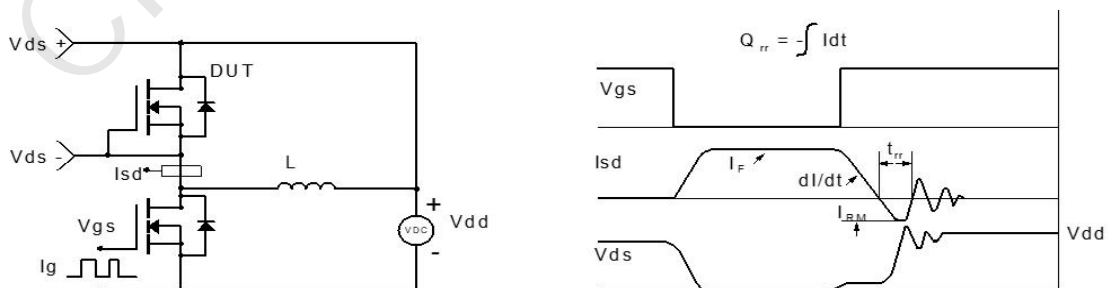 Vds +
DUT
Vds -
Isd
L
Vgs
Ig
+
VDC
-
Vdd
Q rr = -∫ Idt
Vgs
Isd
I F
dI/dt
t rr
I RM
Vds
Vdd